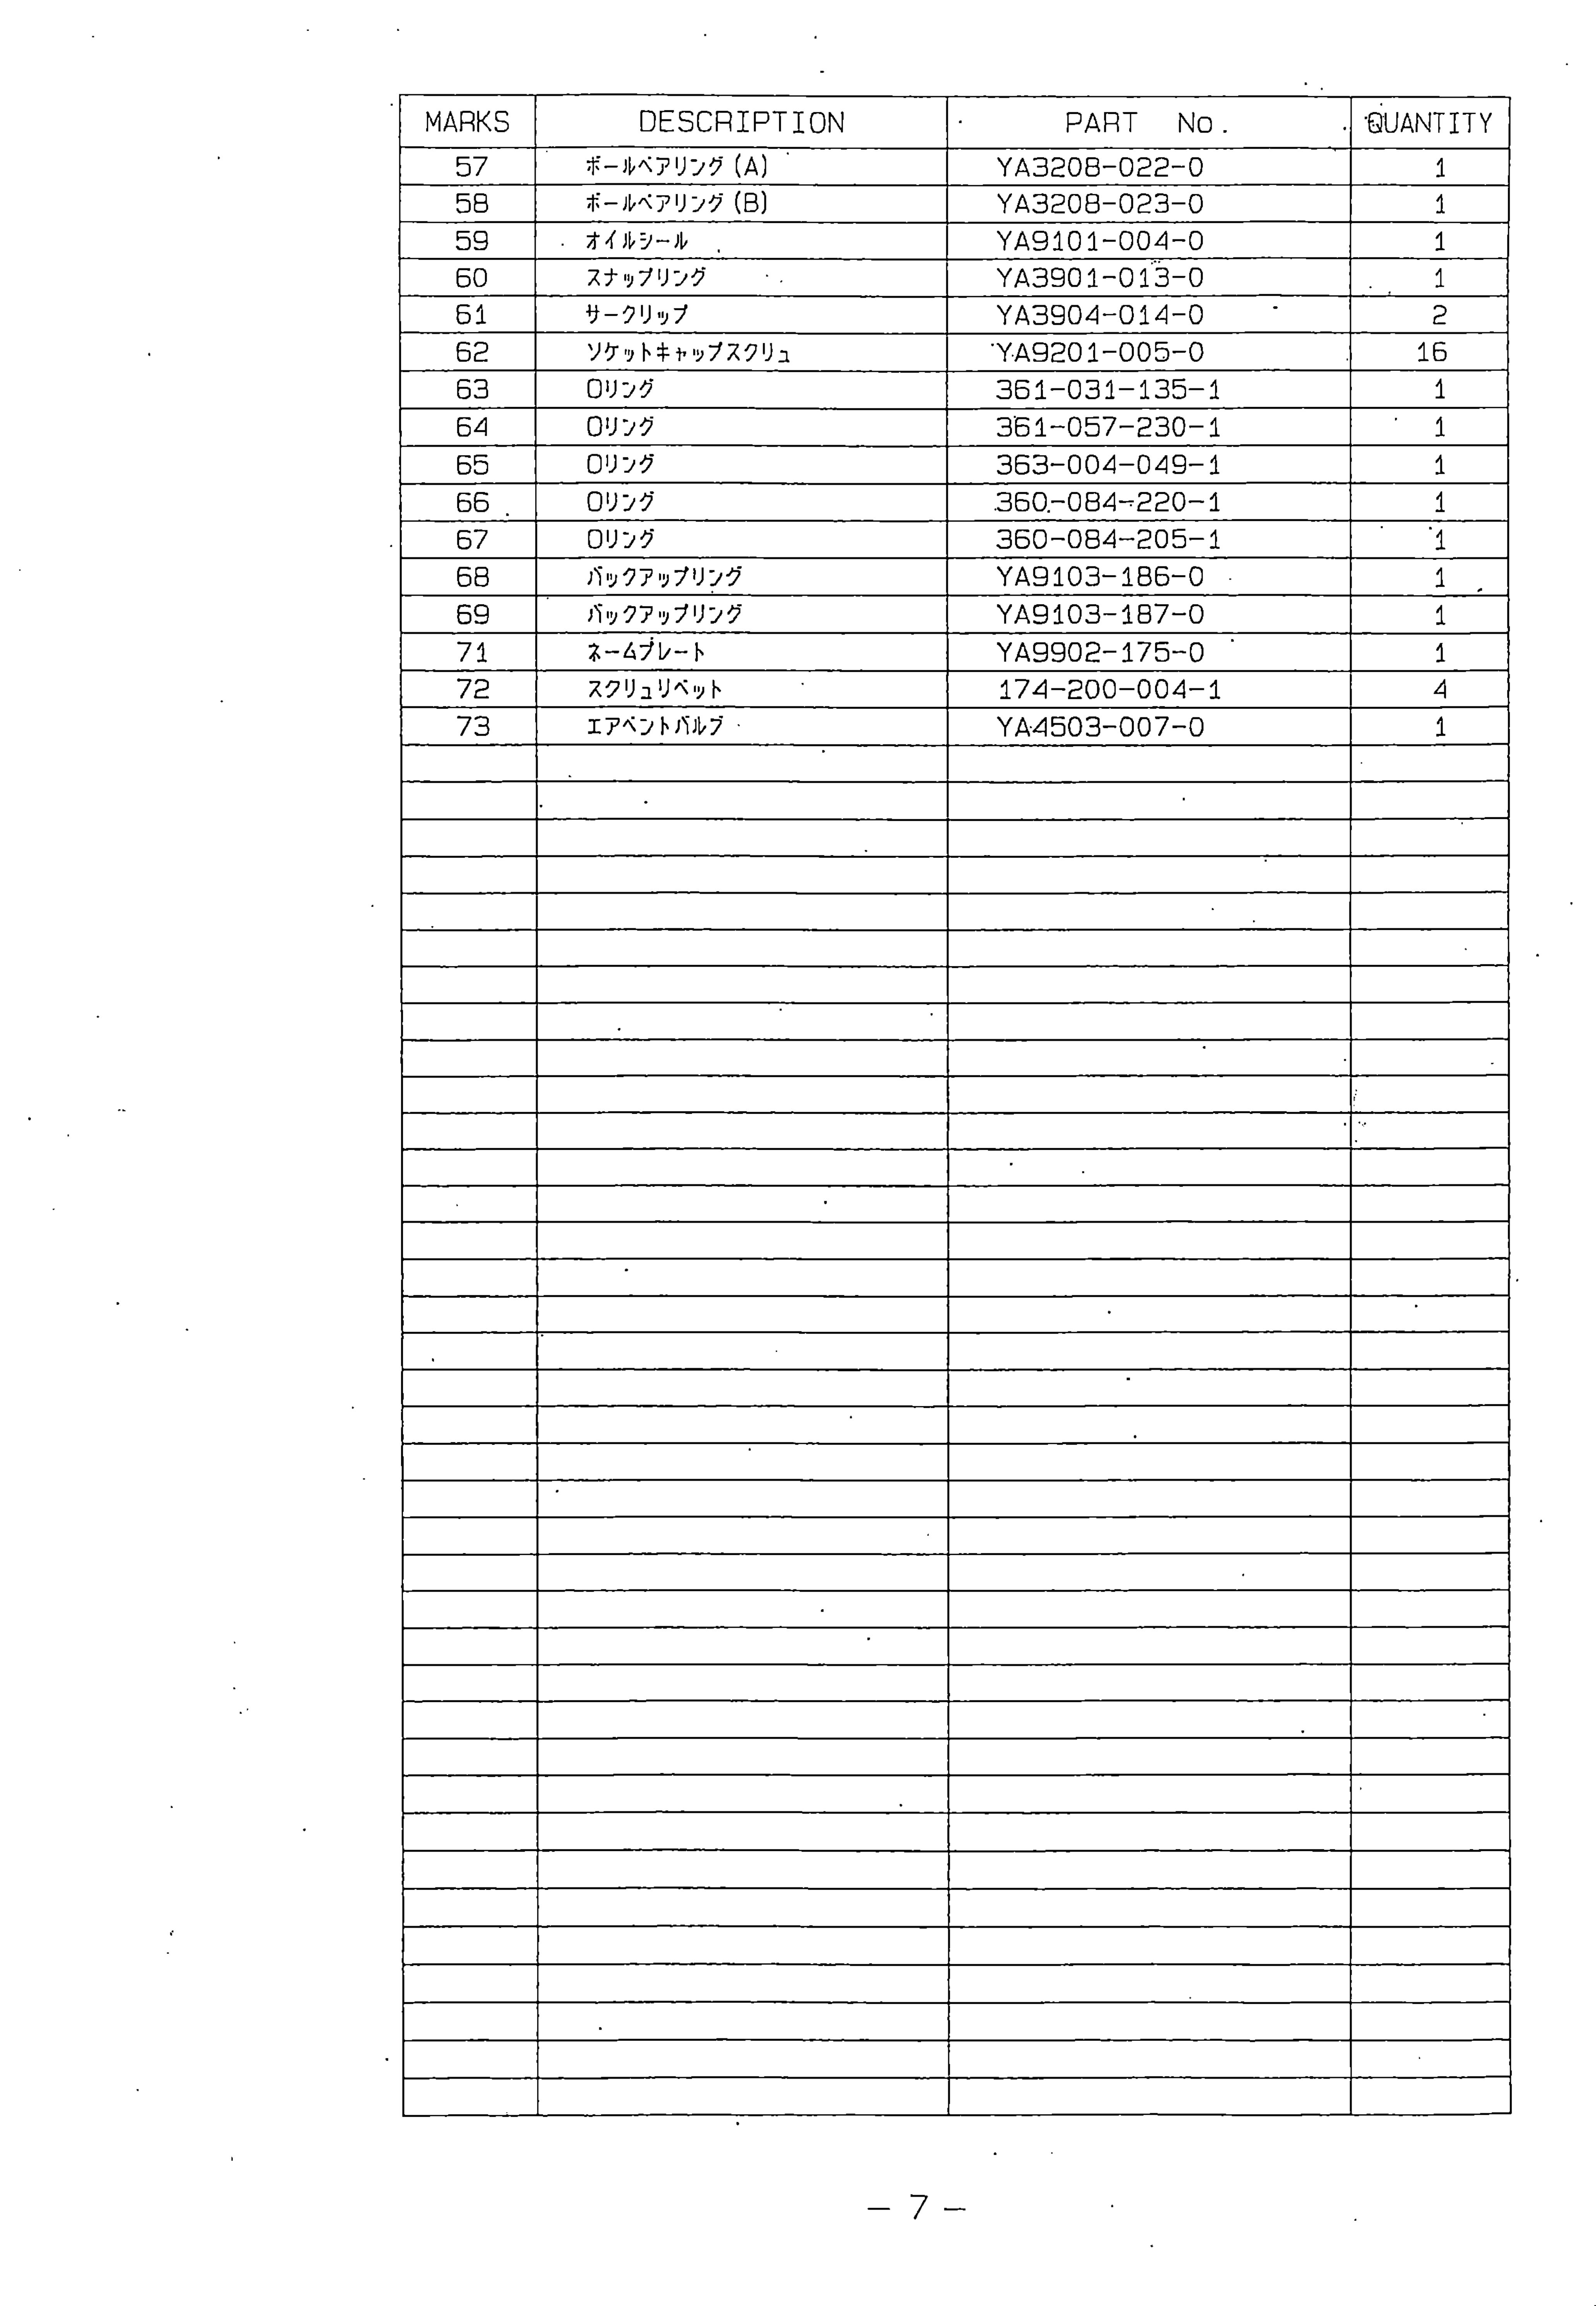 MARKS DESCRIPTION PART No. QUANTITY
57 ボールベアリング(A) YA3208-022-0 1
58 ボールベアリング(B) YA3208-023-0 1
59 オイルシール YA9101-004-0 1
60 スナップリング YA3901-013-0 1
61 サークリップ YA3904-014-0 2
62 ソケットキャップスクリュ YA9201-005-0 16
63 Oリング 361-031-135-1 1
64 Oリング 361-057-230-1 1
65 Oリング 363-004-049-1 1
66 Oリング 360-084-220-1 1
67 Oリング 360-084-205-1 1
68 バックアップリング YA9103-186-0 1
69 バックアップリング YA9103-187-0 1
71 ネームプレート YA9902-175-0 1
72 スクリュリベット 174-200-004-1 4
73 エアベントバルブ YA4503-007-0 1
- 7 -